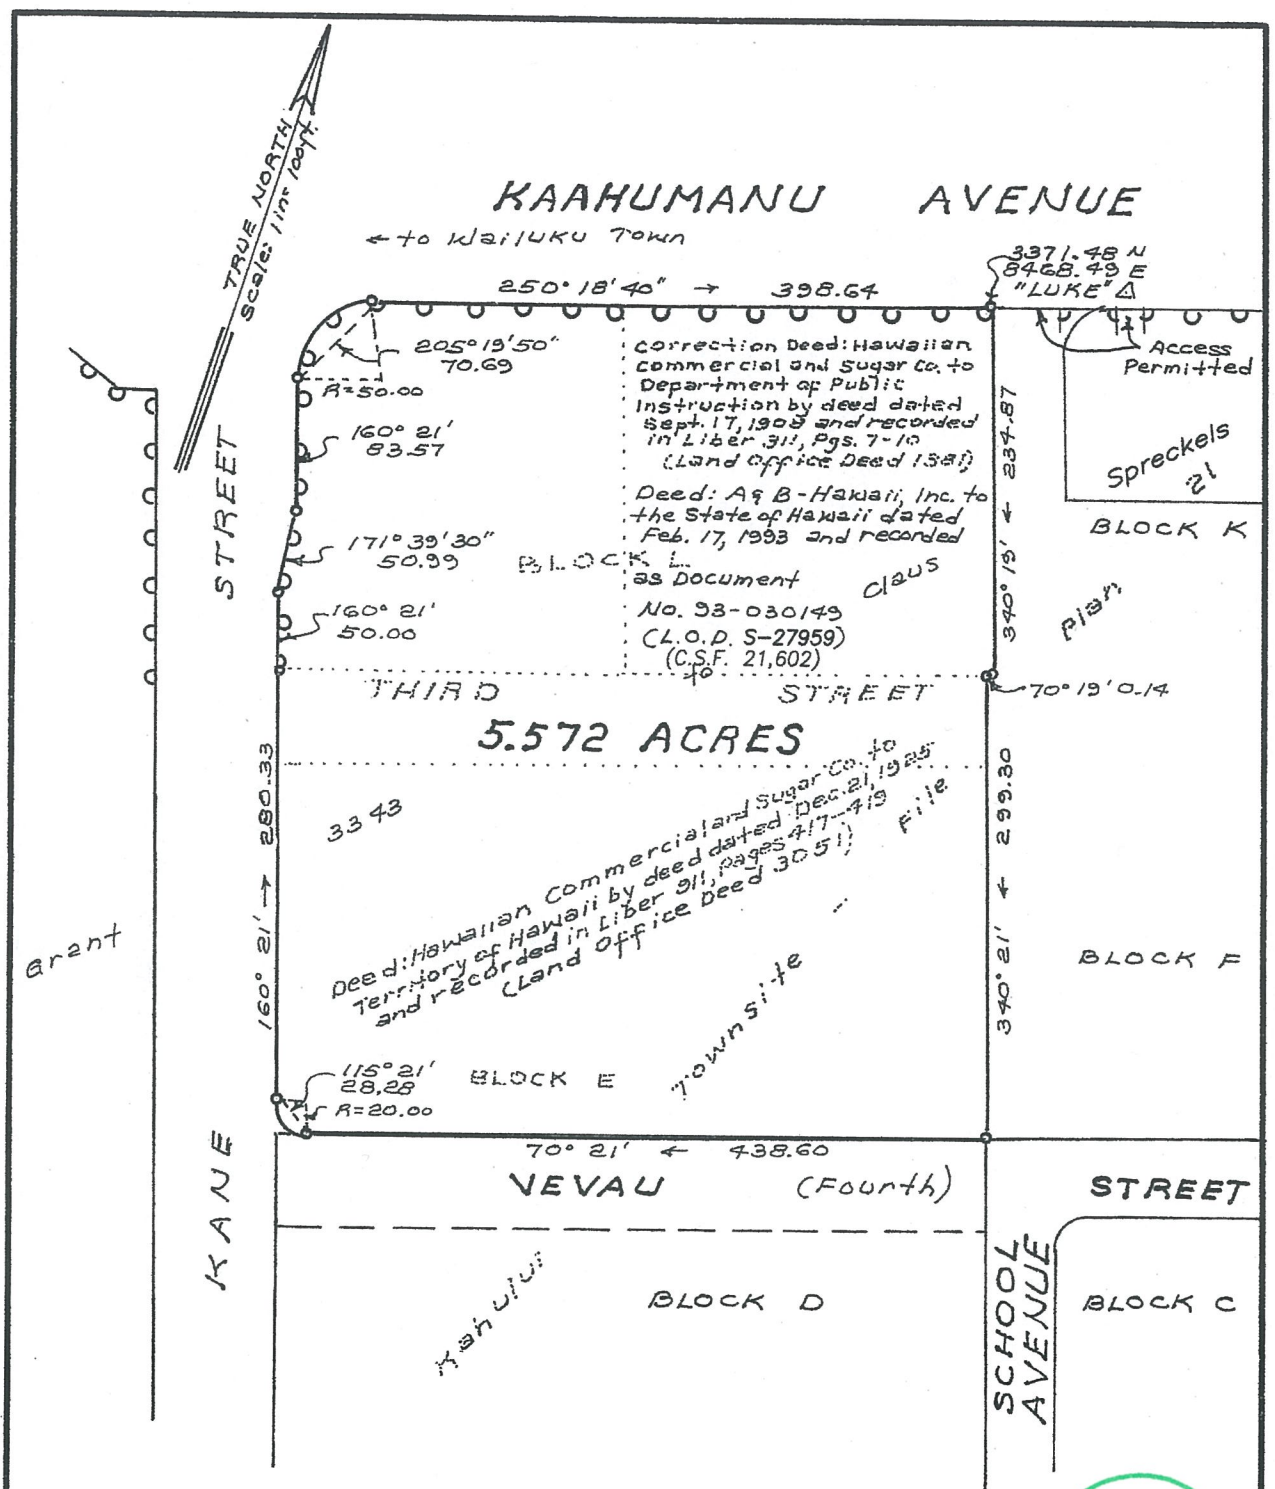 TRUE NORTH
Scale: 1 in = 100 ft.
KAAHUMANU AVENUE
← to Wailuku Town
3371.48 N
8468.49 E
"LUKE" △
250° 18' 40" → 398.64
205° 19' 50"
70.69
R=50.00
160° 21'
83.57
171° 39' 30"
50.99
160° 21'
50.00
Correction Deed: Hawaiian
Commercial and Sugar Co. to
Department of Public
Instruction by deed dated
Sept. 17, 1908 and recorded
in Liber 311, Pgs. 7-10
(Land Office Deed 1581)
Deed: A & B-Hawaii, Inc. to
the State of Hawaii dated
Feb. 17, 1993 and recorded
as Document
No. 93-030149
(L.O.D. S-27959)
(C.S.F. 21,602)
to
BLOCK L
Claus
Access
Permitted
Spreckels
21
BLOCK K
Plan
340° 19' ← 234.87
70° 19' 0.14
STREET
THIRD STREET
5.572 ACRES
3343
Deed: Hawaiian Commercial and Sugar Co. to
Territory of Hawaii by deed dated Dec. 21, 1925
and recorded in Liber 911, pages 417-419
(Land Office Deed 3051)
File
160° 21' → 280.33
340° 21' ← 299.30
Grant
BLOCK F
Townsite
115° 21'
28.28
R=20.00
BLOCK E
70° 21' ← 438.60
VEVAU (Fourth) STREET
KANE
Kahului
BLOCK D
SCHOOL
AVENUE
BLOCK C